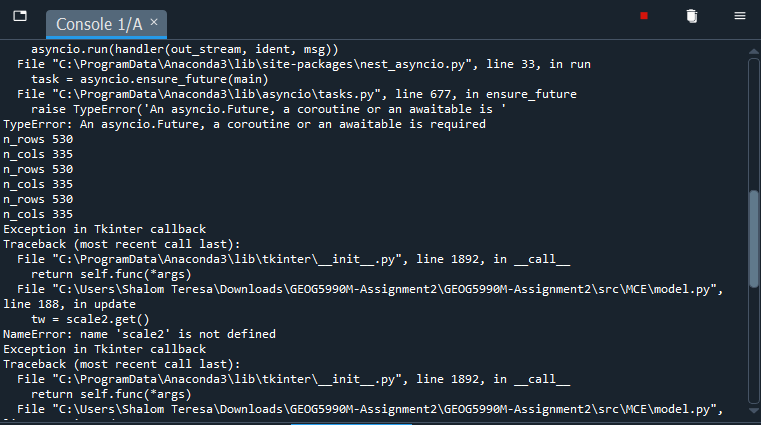 Console 1/A ×
asyncio.run(handler(out_stream, ident, msg))
File "C:\ProgramData\Anaconda3\lib\site-packages\nest_asyncio.py", line 33, in run
task = asyncio.ensure_future(main)
File "C:\ProgramData\Anaconda3\lib\asyncio\tasks.py", line 677, in ensure_future
raise TypeError('An asyncio.Future, a coroutine or an awaitable is '
TypeError: An asyncio.Future, a coroutine or an awaitable is required
n_rows 530
n_cols 335
n_rows 530
n_cols 335
n_rows 530
n_cols 335
Exception in Tkinter callback
Traceback (most recent call last):
File "C:\ProgramData\Anaconda3\lib\tkinter\__init__.py", line 1892, in __call__
return self.func(*args)
File "C:\Users\Shalom Teresa\Downloads\GEOG5990M-Assignment2\GEOG5990M-Assignment2\src\MCE\model.py",
line 188, in update
tw = scale2.get()
NameError: name 'scale2' is not defined
Exception in Tkinter callback
Traceback (most recent call last):
File "C:\ProgramData\Anaconda3\lib\tkinter\__init__.py", line 1892, in __call__
return self.func(*args)
File "C:\Users\Shalom Teresa\Downloads\GEOG5990M-Assignment2\GEOG5990M-Assignment2\src\MCE\model.py",